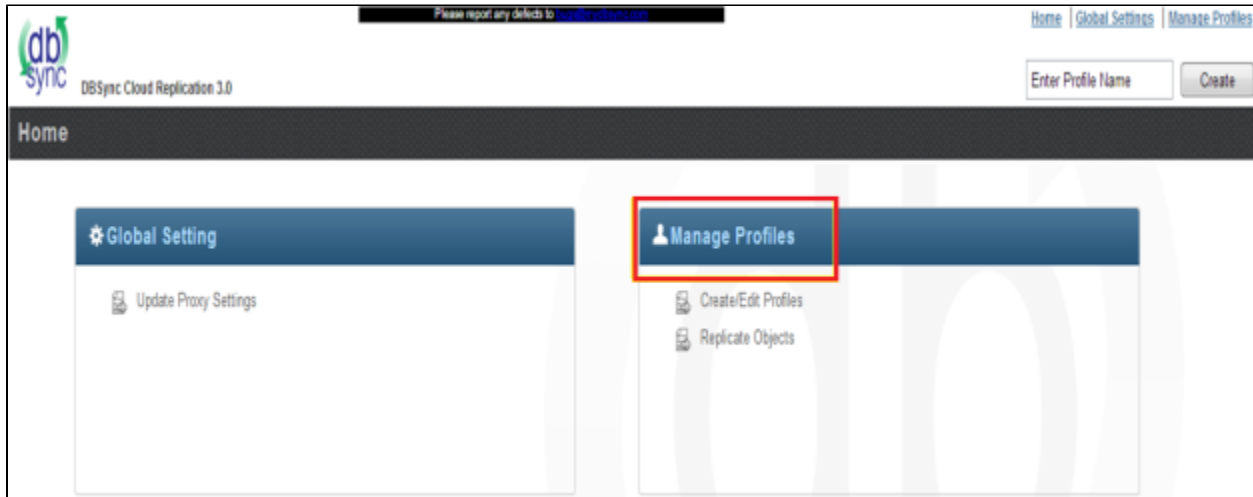 Please report any defects to
Home | Global Settings | Manage Profiles
db
sync
DBSync Cloud Replication 3.0
Enter Profile Name
Create
Home
Global Setting
Manage Profiles
Update Proxy Settings
Create/Edit Profiles
Replicate Objects